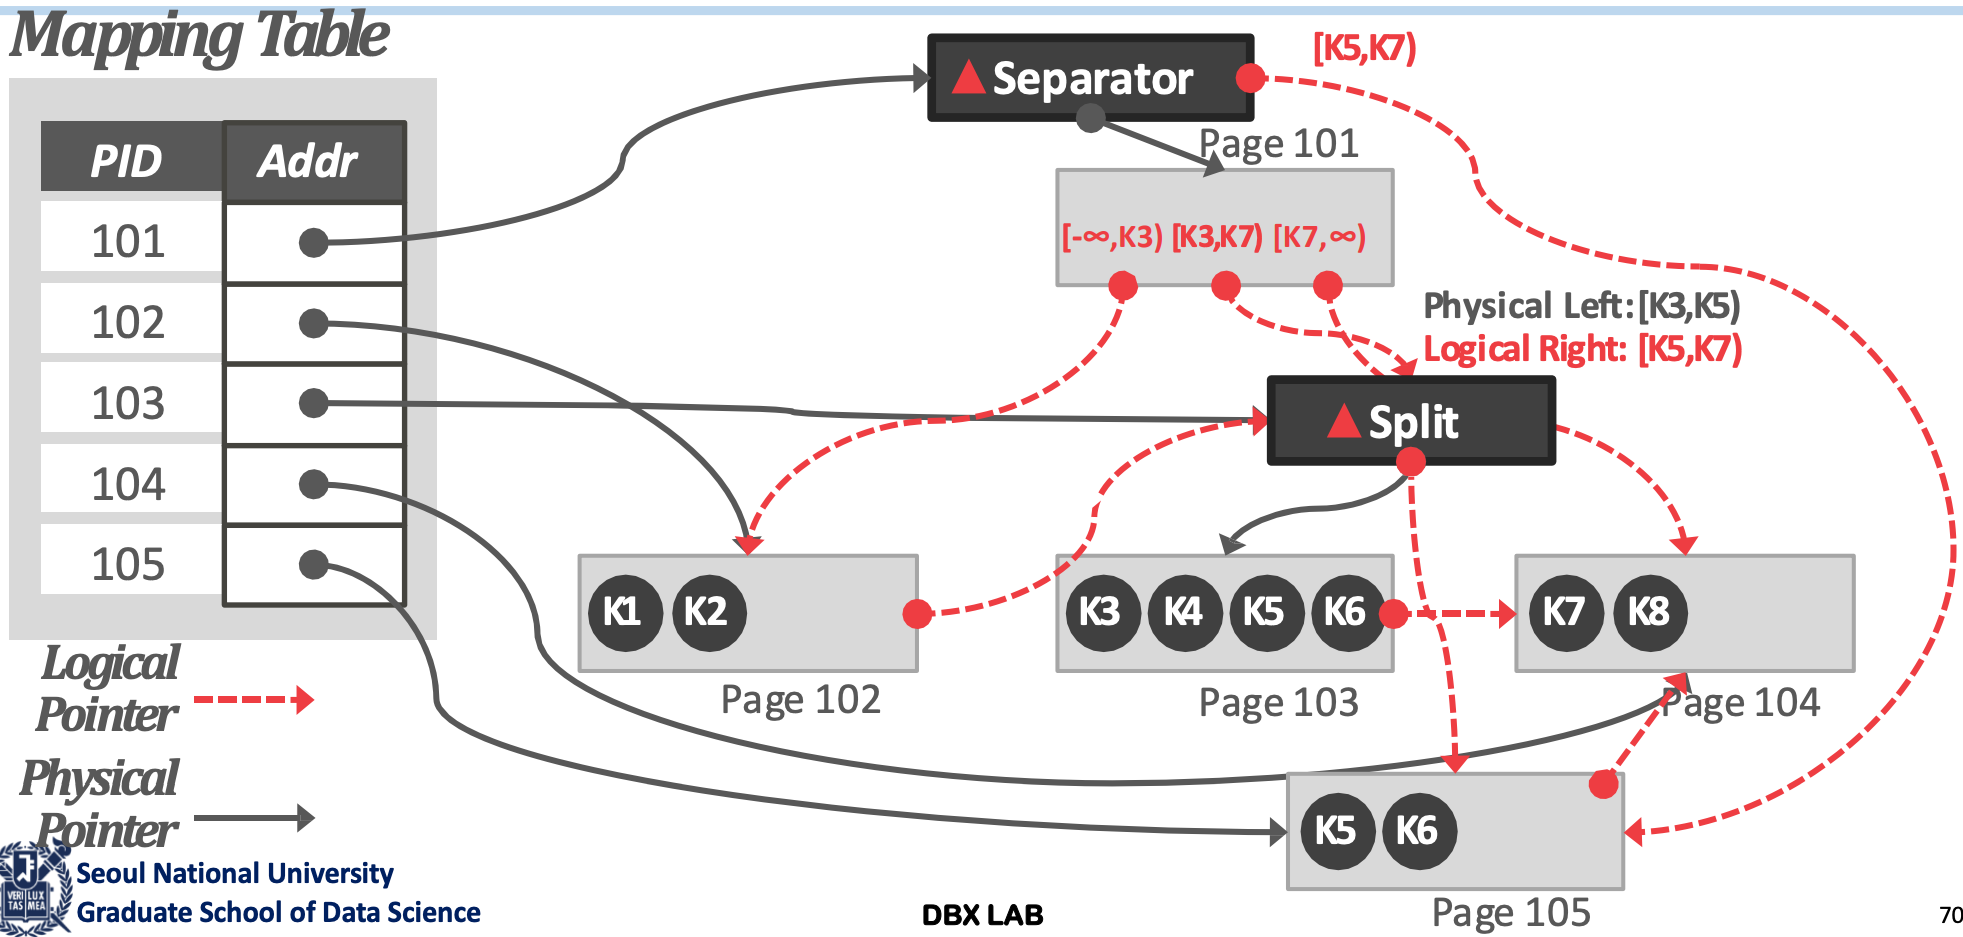 Mapping Table
PID Addr
101
102
103
104
105
Logical
Pointer
Physical
Pointer
▲Separator
[K5,K7)
Page 101
[-∞,K3) [K3,K7) [K7,∞)
Physical Left:[K3,K5)
Logical Right: [K5,K7)
▲Split
K1 K2
Page 102
K3 K4 K5 K6
Page 103
K7 K8
Page 104
K5 K6
Page 105
VERI LUX
TAS MEA
Seoul National University
Graduate School of Data Science
DBX LAB
70